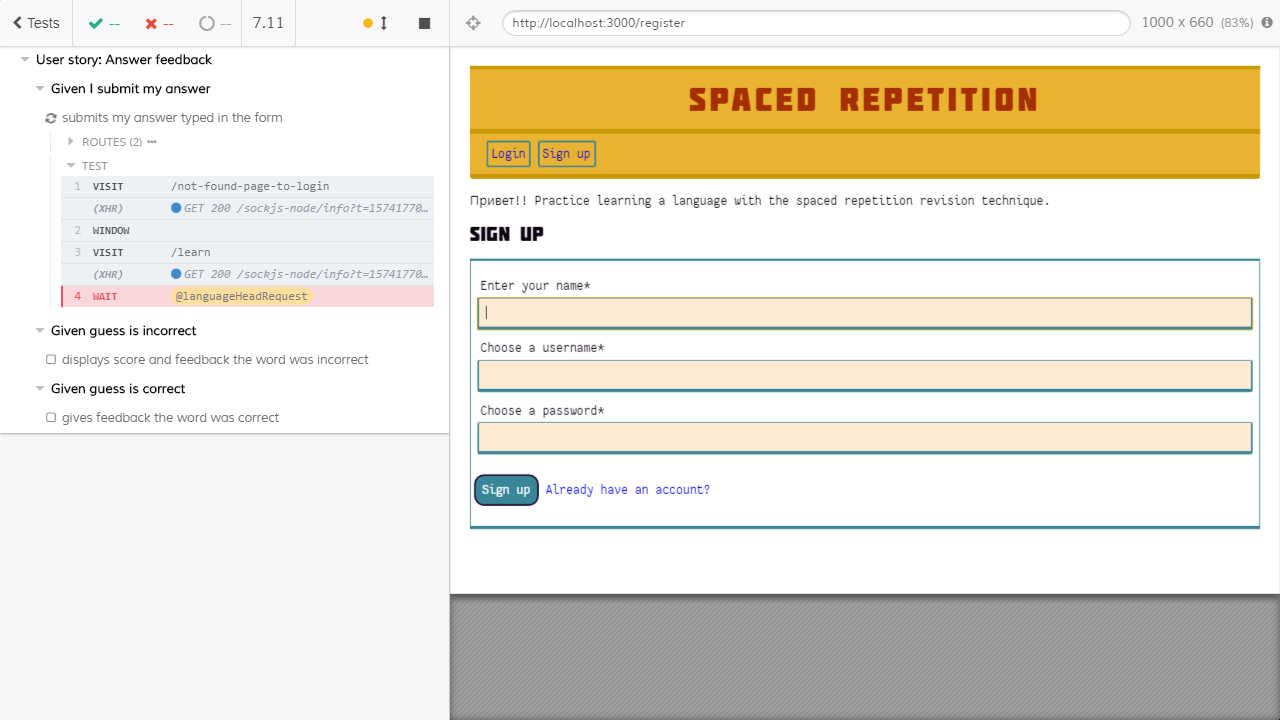 Tests
--
--
--
7.11
http://localhost:3000/register
1000 x 660 (83%)
User story: Answer feedback
Given I submit my answer
submits my answer typed in the form
ROUTES (2)
TEST
1 VISIT /not-found-page-to-login
(XHR) GET 200 /sockjs-node/info?t=15741770…
2 WINDOW
3 VISIT /learn
(XHR) GET 200 /sockjs-node/info?t=15741770…
4 WAIT @languageHeadRequest
Given guess is incorrect
displays score and feedback the word was incorrect
Given guess is correct
gives feedback the word was correct
SPACED REPETITION
Login Sign up
Привет!! Practice learning a language with the spaced repetition revision technique.
SIGN UP
Enter your name*
Choose a username*
Choose a password*
Sign up Already have an account?